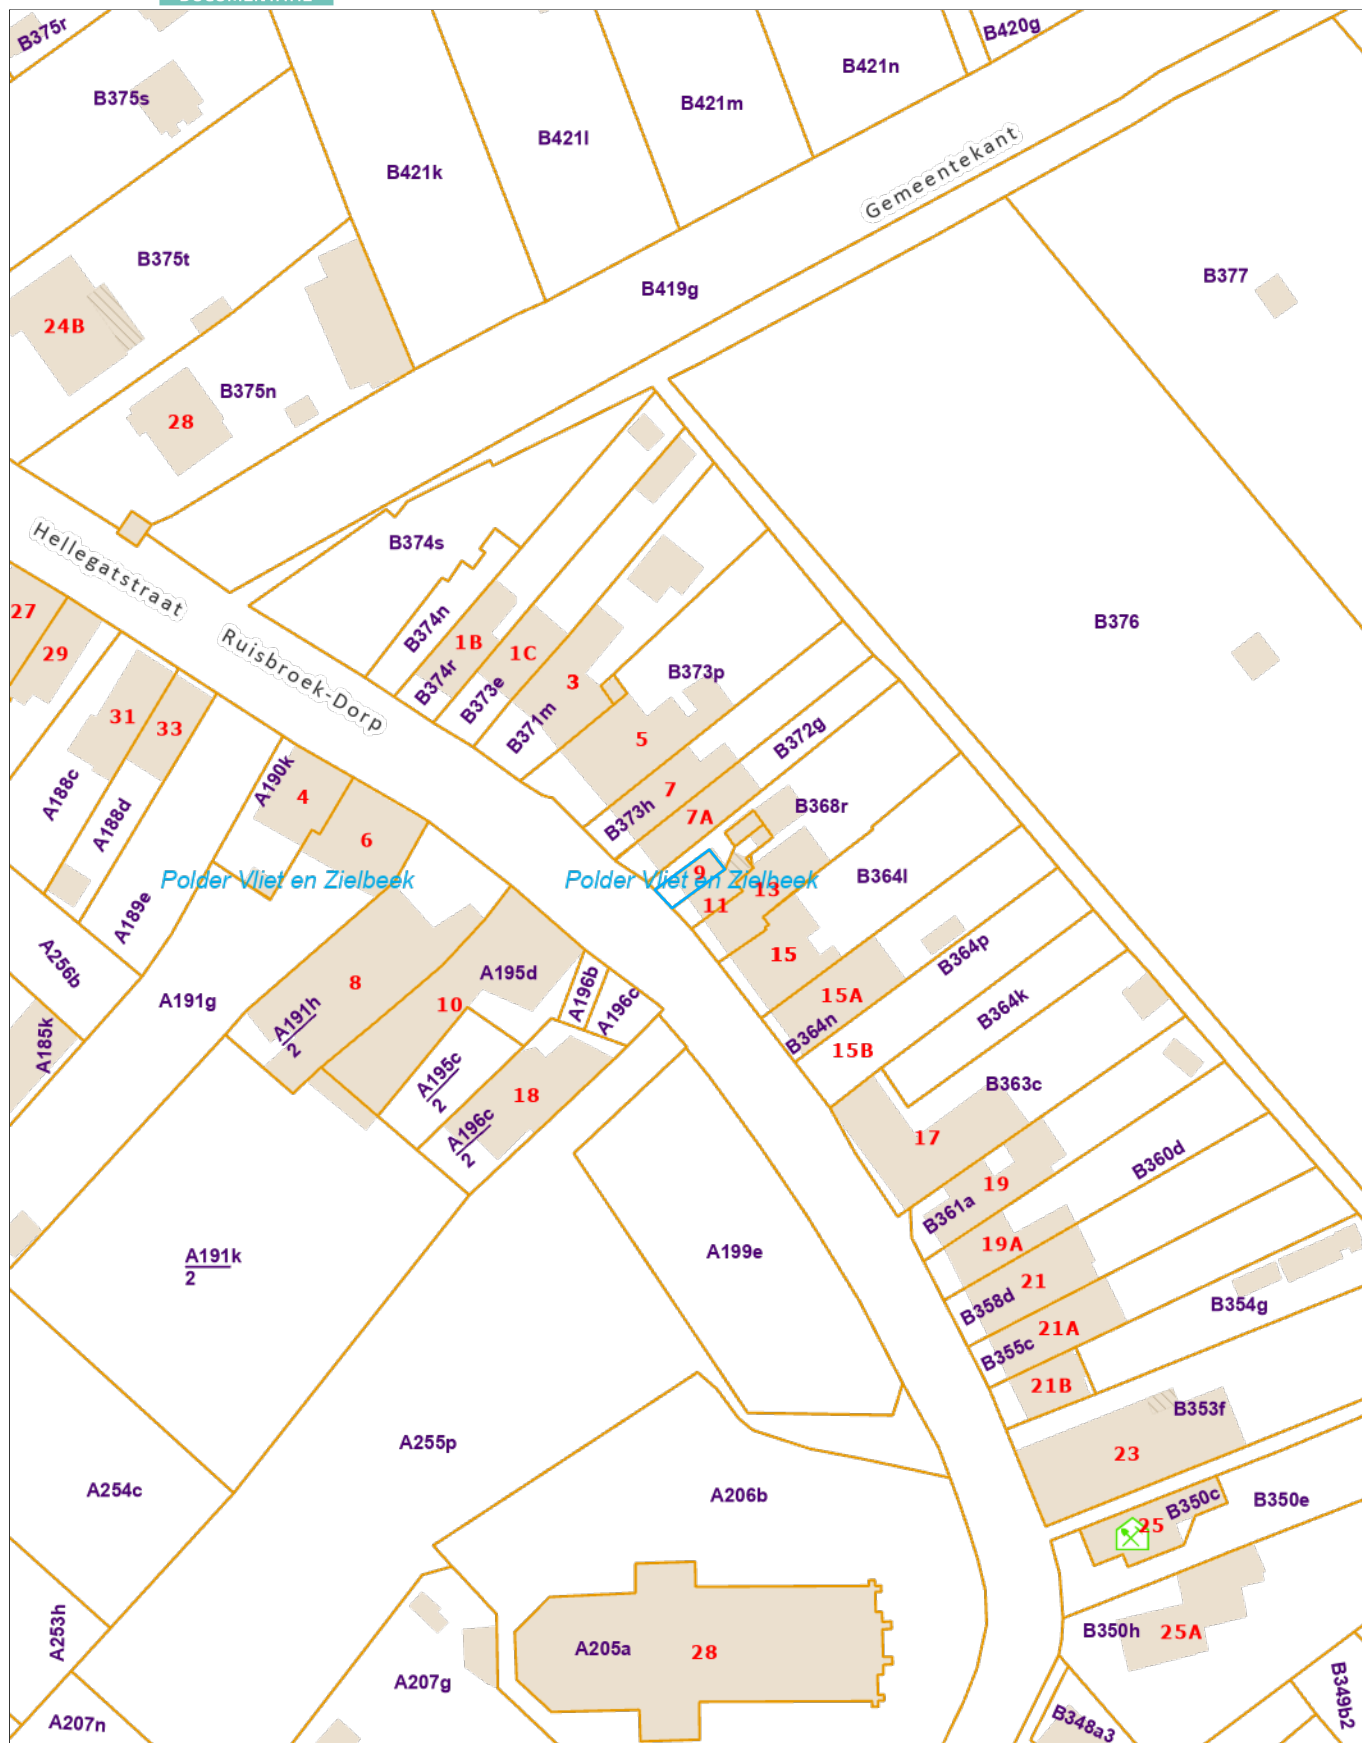 B375r
B420g
B421n
B375s
B421m
B421l
B421k
Gemeentekant
B375t
B377
B419g
24B
B375n
28
Hellegatstraat
B374s
27
B376
29
Ruisbroek-Dorp
B374n
1B
1C
B374r
B373e
3
B373p
31
33
B371m
5
B372g
A188c
A190k
4
7
B373h
B368r
A188d
7A
6
Polder Vliet en Zielbeek
Polder Vliet en Zielbeek
9
B364l
13
11
A189e
15
A256b
B364p
A195d
8
A196b
15A
A191g
10
A196c
B364k
A191h
2
B364n
A185k
15B
A195c
2
B363c
18
A196c
2
17
B360d
19
B361a
19A
A199e
A191k
2
21
B358d
B354g
21A
B355c
21B
B353f
A255p
23
A254c
A206b
B350c
B350e
25
A253h
B350h
25A
A205a
28
A207g
B349b2
A207n
B348a3